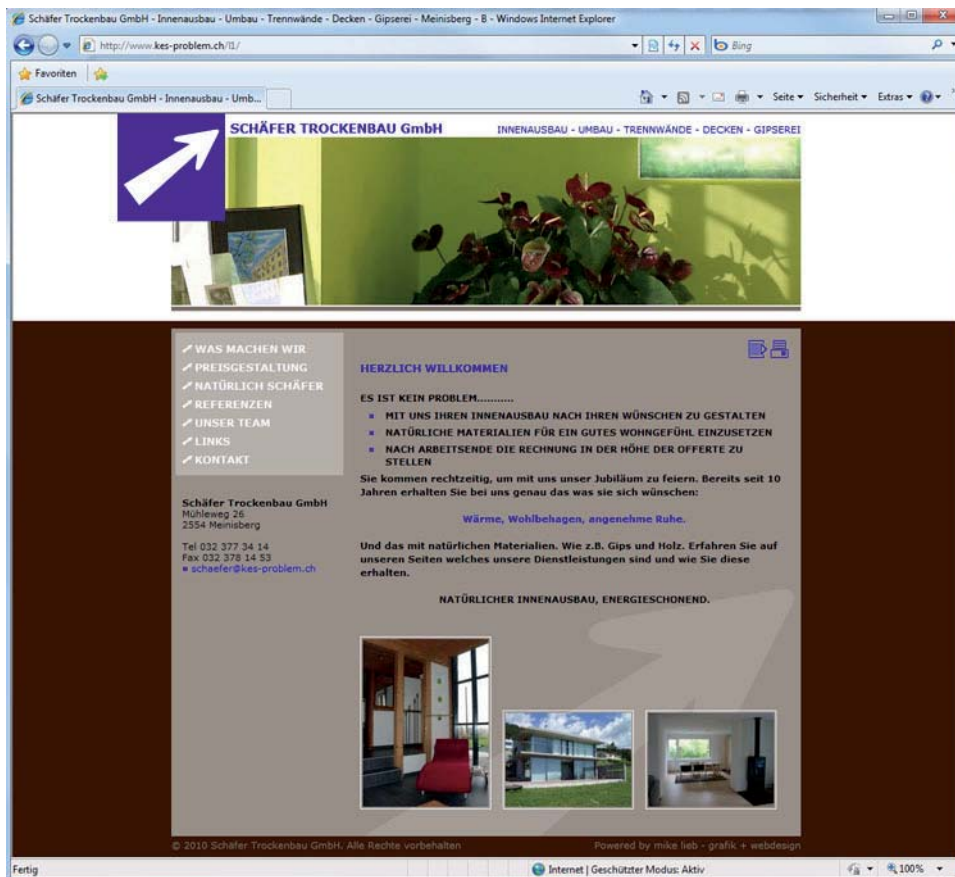 Schäfer Trockenbau GmbH - Innenausbau - Umbau - Trennwände - Decken - Gipserei - Meinisberg - B - Windows Internet Explorer
http://www.kes-problem.ch/l1/
Bing
Favoriten
Schäfer Trockenbau GmbH - Innenausbau - Umb...
Seite
Sicherheit
Extras
SCHÄFER TROCKENBAU GmbH
INNENAUSBAU - UMBAU - TRENNWÄNDE - DECKEN - GIPSEREI
WAS MACHEN WIR
PREISGESTALTUNG
NATÜRLICH SCHÄFER
REFERENZEN
UNSER TEAM
LINKS
KONTAKT
Schäfer Trockenbau GmbH
Mühleweg 26
2554 Meinisberg
Tel 032 377 34 14
Fax 032 378 14 53
schaefer@kes-problem.ch
HERZLICH WILLKOMMEN
ES IST KEIN PROBLEM...........
MIT UNS IHREN INNENAUSBAU NACH IHREN WÜNSCHEN ZU GESTALTEN
NATÜRLICHE MATERIALIEN FÜR EIN GUTES WOHNGEFÜHL EINZUSETZEN
NACH ARBEITSENDE DIE RECHNUNG IN DER HÖHE DER OFFERTE ZU
STELLEN
Sie kommen rechtzeitig, um mit uns unser Jubiläum zu feiern. Bereits seit 10
Jahren erhalten Sie bei uns genau das was sie sich wünschen:
Wärme, Wohlbehagen, angenehme Ruhe.
Und das mit natürlichen Materialien. Wie z.B. Gips und Holz. Erfahren Sie auf
unseren Seiten welches unsere Dienstleistungen sind und wie Sie diese
erhalten.
NATÜRLICHER INNENAUSBAU, ENERGIESCHONEND.
© 2010 Schäfer Trockenbau GmbH. Alle Rechte vorbehalten
Powered by mike lieb - grafik + webdesign
Fertig
Internet | Geschützter Modus: Aktiv
100%